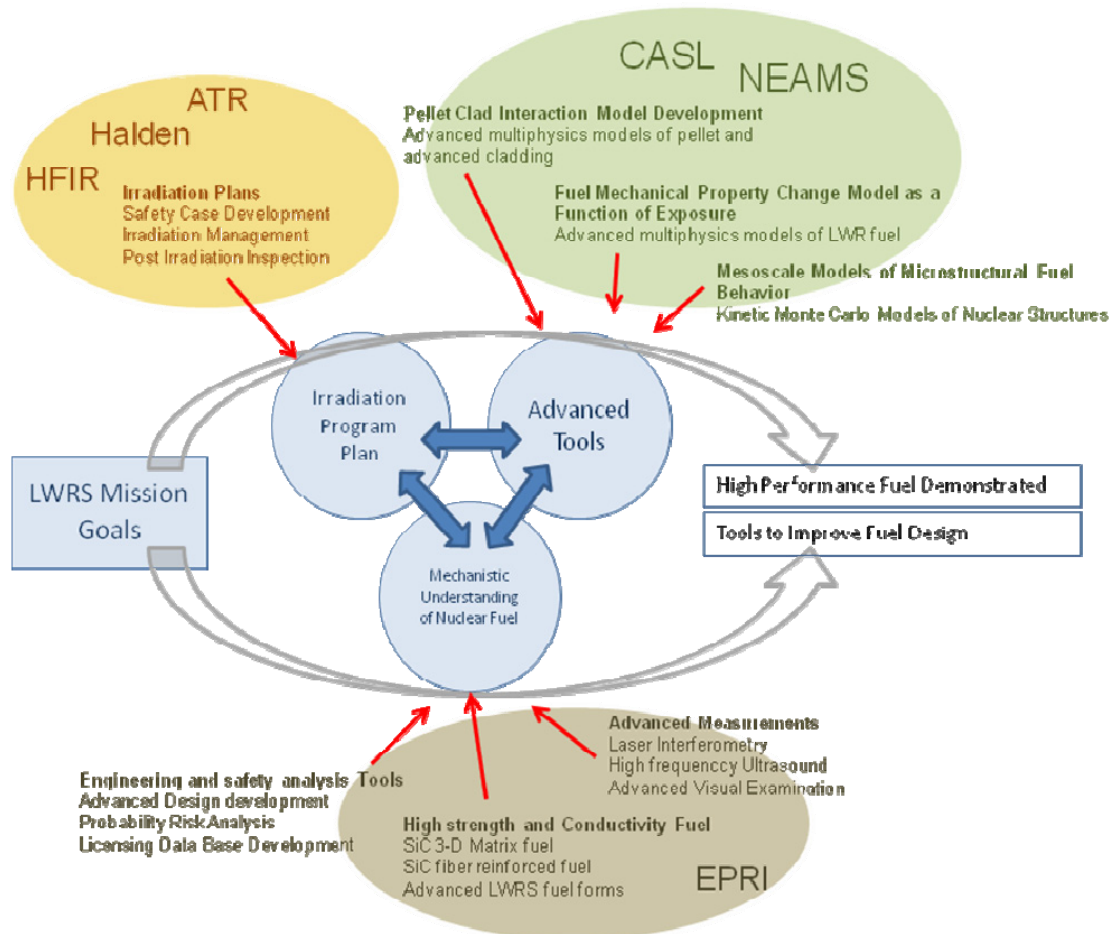 ATR
Halden
HFIR
Irradiation Plans
Safety Case Development
Irradiation Management
Post Irradiation Inspection
CASL
NEAMS
Pellet Clad Interaction Model Development
Advanced multiphysics models of pellet and
advanced cladding
Fuel Mechanical Property Change Model as a
Function of Exposure
Advanced multiphysics models of LWR fuel
Mesoscale Models of Microstructural Fuel
Behavior
Kinetic Monte Carlo Models of Nuclear Structures
Irradiation
Program
Plan
Advanced
Tools
LWRS Mission
Goals
Mechanistic
Understanding
of Nuclear Fuel
High Performance Fuel Demonstrated
Tools to Improve Fuel Design
Engineering and safety analysis Tools
Advanced Design development
Probability Risk Analysis
Licensing Data Base Development
High strength and Conductivity Fuel
SiC 3-D Matrix fuel
SiC fiber reinforced fuel
Advanced LWRS fuel forms
Advanced Measurements
Laser Interferometry
High frequenccy Ultrasound
Advanced Visual Examination
EPRI